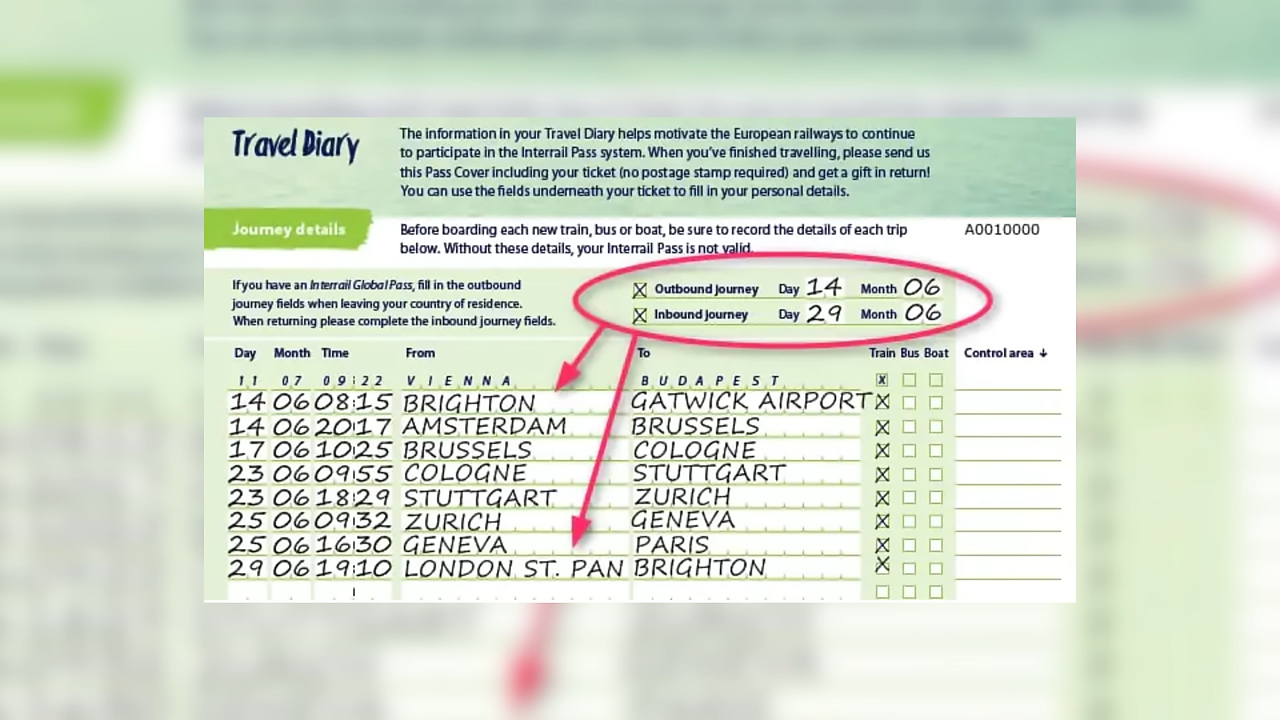 Travel Diary
The information in your Travel Diary helps motivate the European railways to continue
to participate in the Interrail Pass system. When you've finished travelling, please send us
this Pass Cover including your ticket (no postage stamp required) and get a gift in return!
You can use the fields underneath your ticket to fill in your personal details.
Journey details
Before boarding each new train, bus or boat, be sure to record the details of each trip
below. Without these details, your Interrail Pass is not valid.
A0010000
If you have an Interrail Global Pass, fill in the outbound
journey fields when leaving your country of residence.
When returning please complete the inbound journey fields.
X Outbound journey Day 14 Month 06
X Inbound journey Day 29 Month 06
Day Month Time From To Train Bus Boat Control area ↓
11 07 09:22 VIENNA BUDAPEST X
14 06 08:15 BRIGHTON GATWICK AIRPORT X
14 06 20:17 AMSTERDAM BRUSSELS X
17 06 10:25 BRUSSELS COLOGNE X
23 06 09:55 COLOGNE STUTTGART X
23 06 18:29 STUTTGART ZURICH X
25 06 09:32 ZURICH GENEVA X
25 06 16:30 GENEVA PARIS X
29 06 19:10 LONDON ST. PAN BRIGHTON X